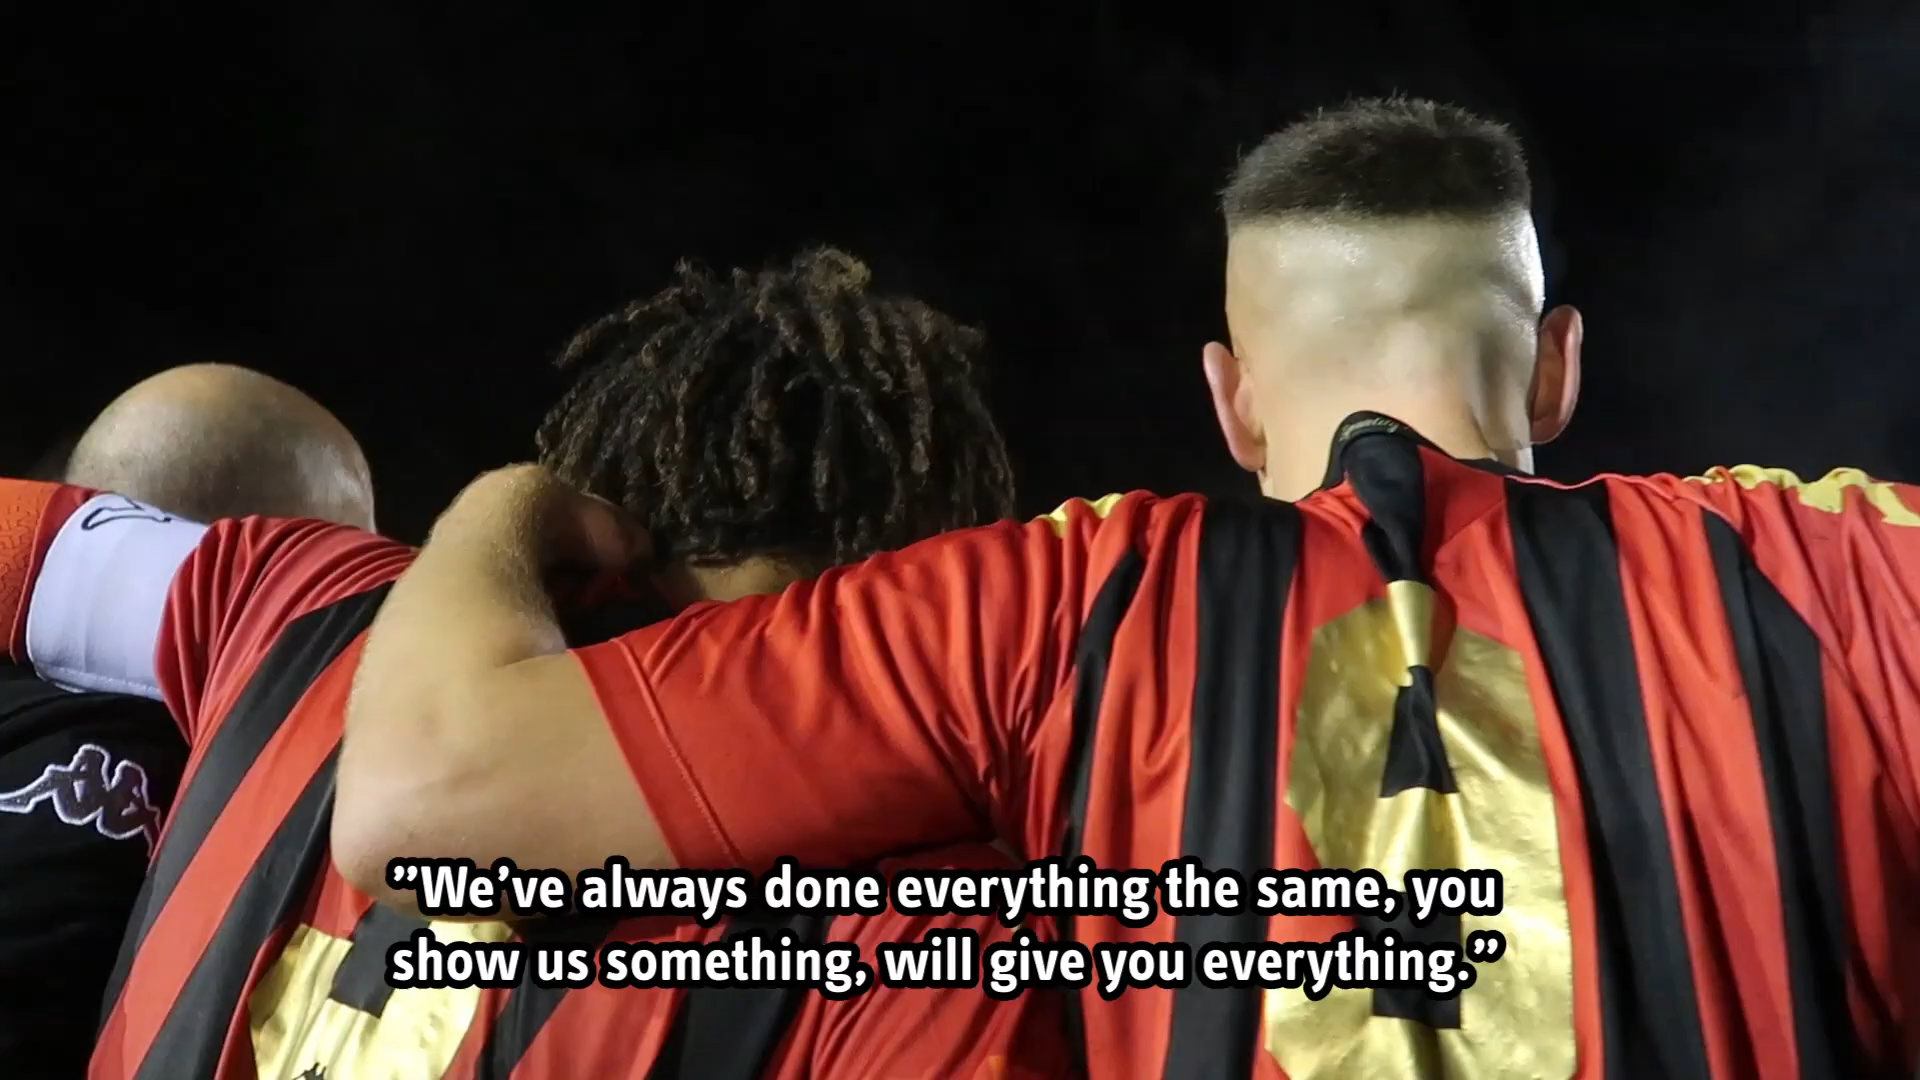 ”We’ve always done everything the same, you
show us something, will give you everything.”